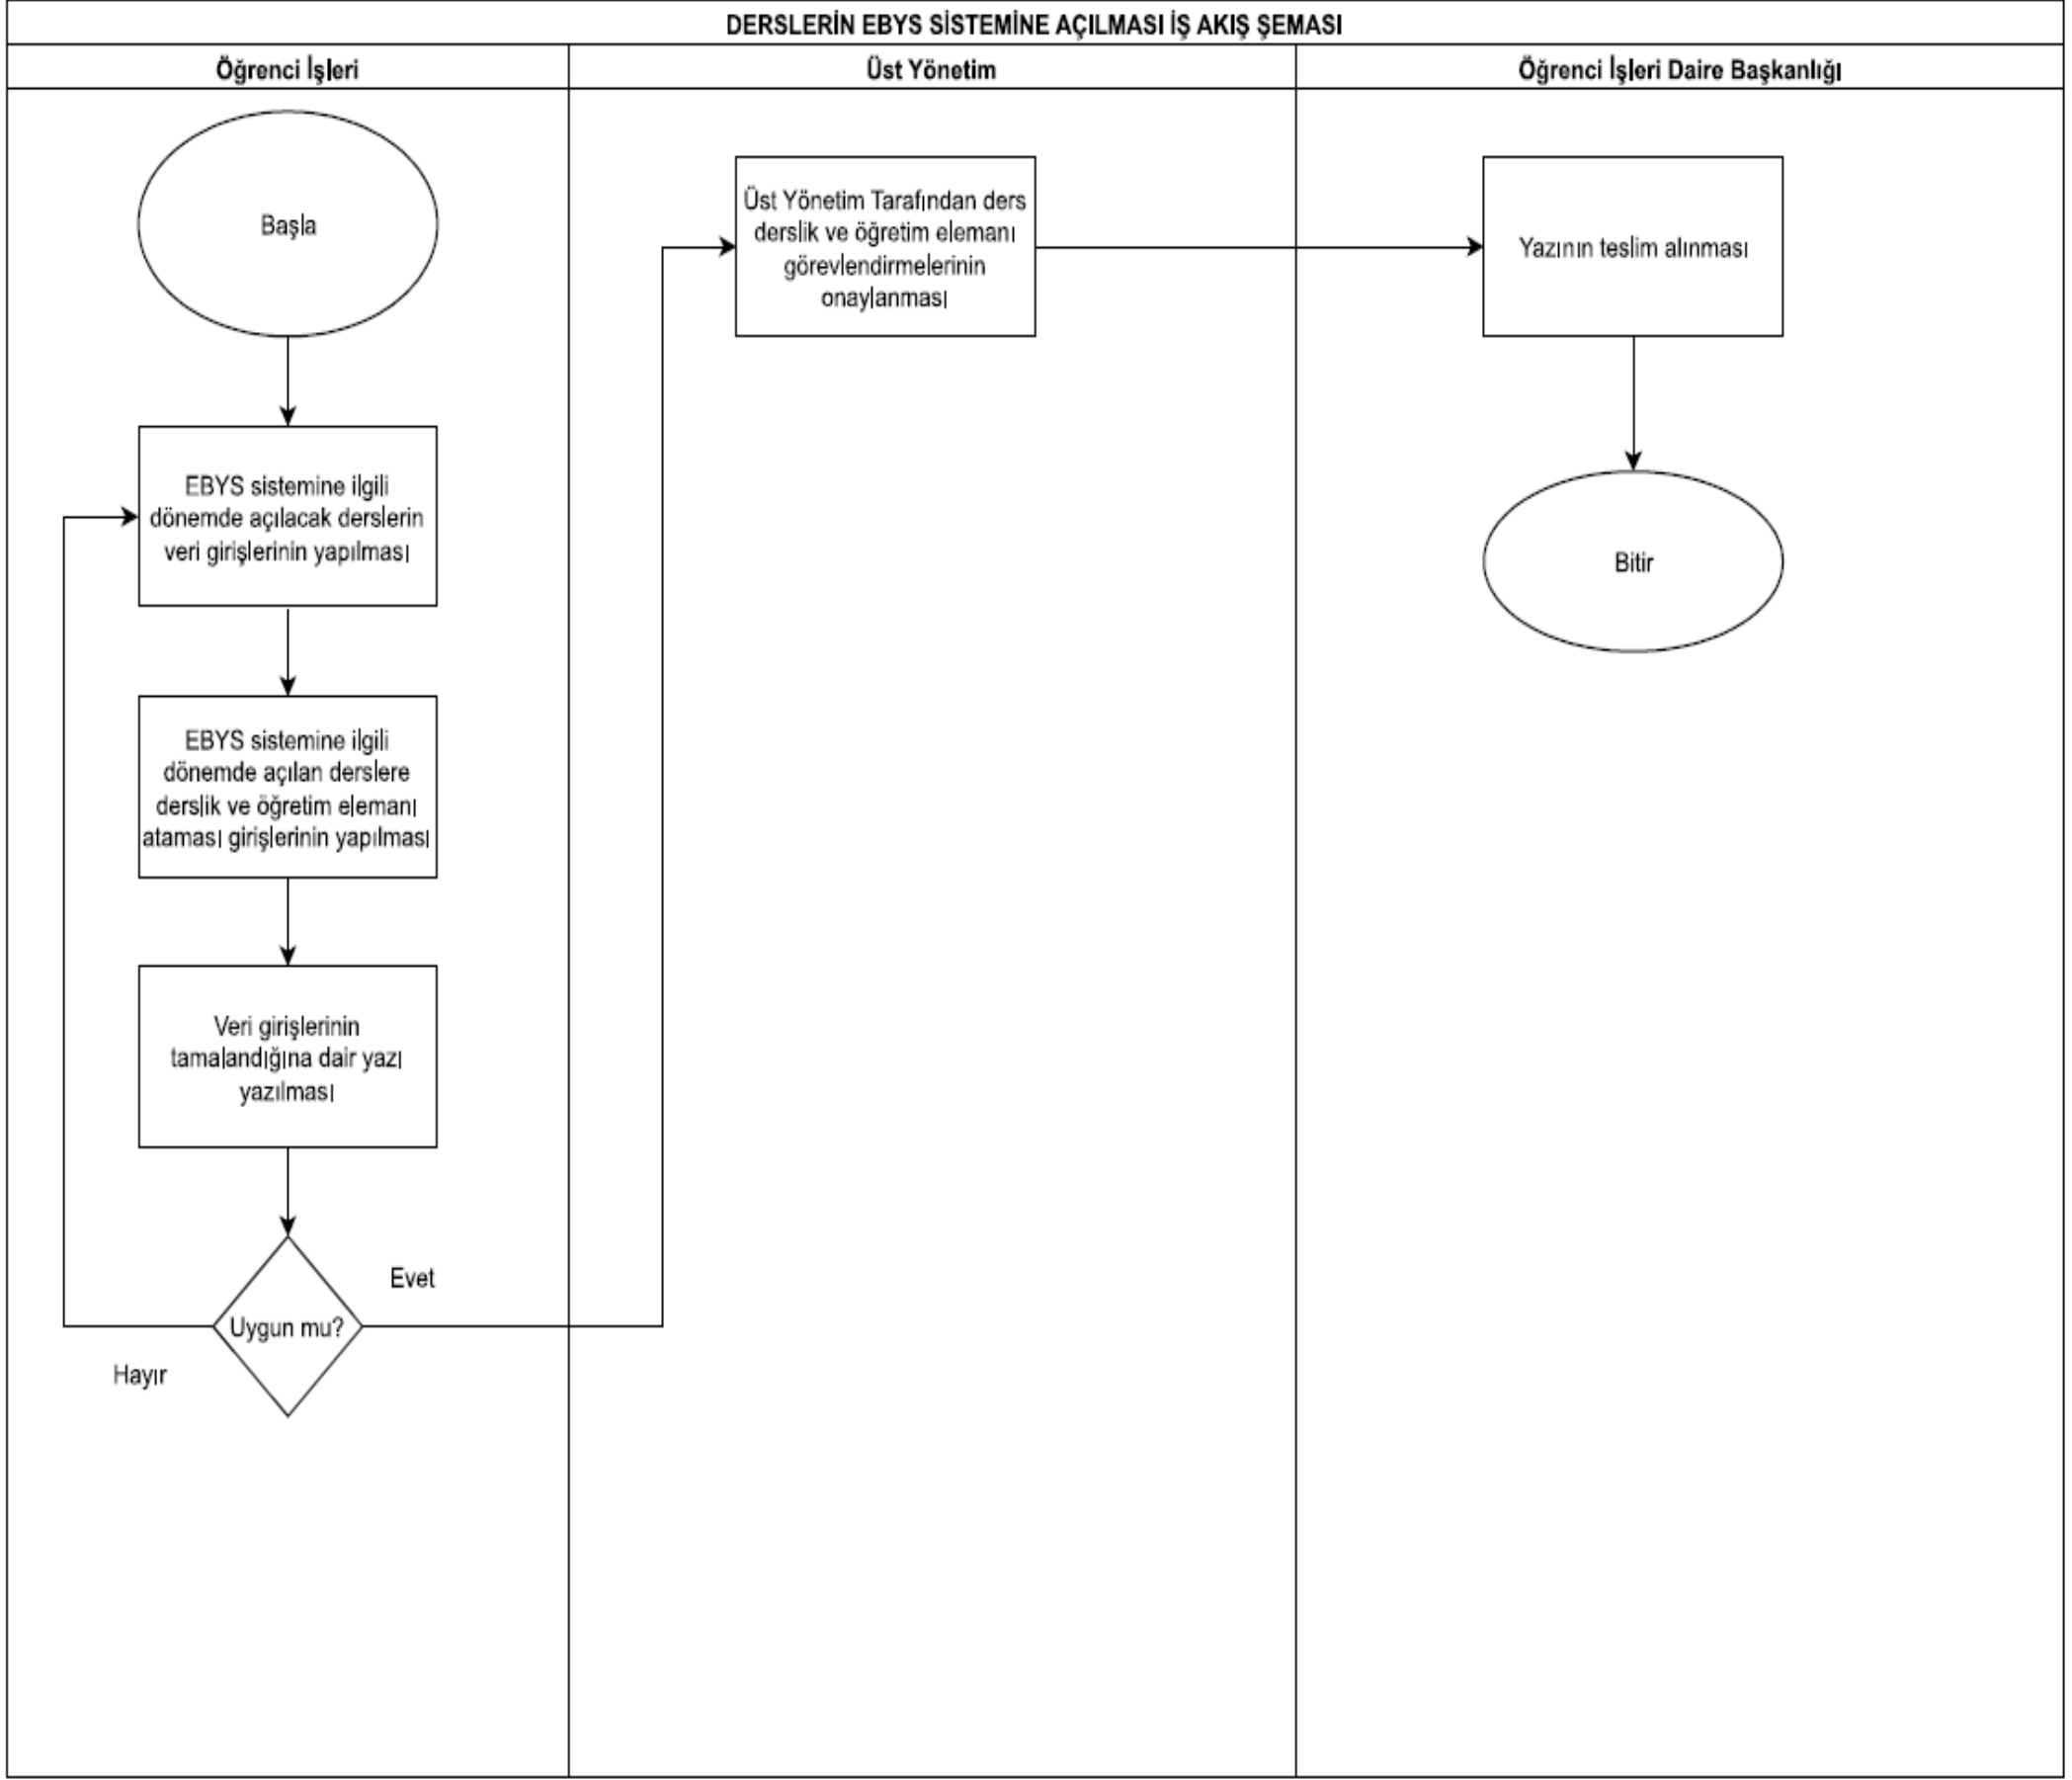 DERSLERİN EBYS SİSTEMİNE AÇILMASI İŞ AKIŞ ŞEMASI
Öğrenci İşleri
Üst Yönetim
Öğrenci İşleri Daire Başkanlığı
Başla
EBYS sistemine ilgili
dönemde açılacak derslerin
veri girişlerinin yapılması
EBYS sistemine ilgili
dönemde açılan derslere
derslik ve öğretim elemanı
ataması girişlerinin yapılması
Veri girişlerinin
tamalandığına dair yazı
yazılması
Uygun mu?
Evet
Hayır
Üst Yönetim Tarafından ders
derslik ve öğretim elemanı
görevlendirmelerinin
onaylanması
Yazının teslim alınması
Bitir